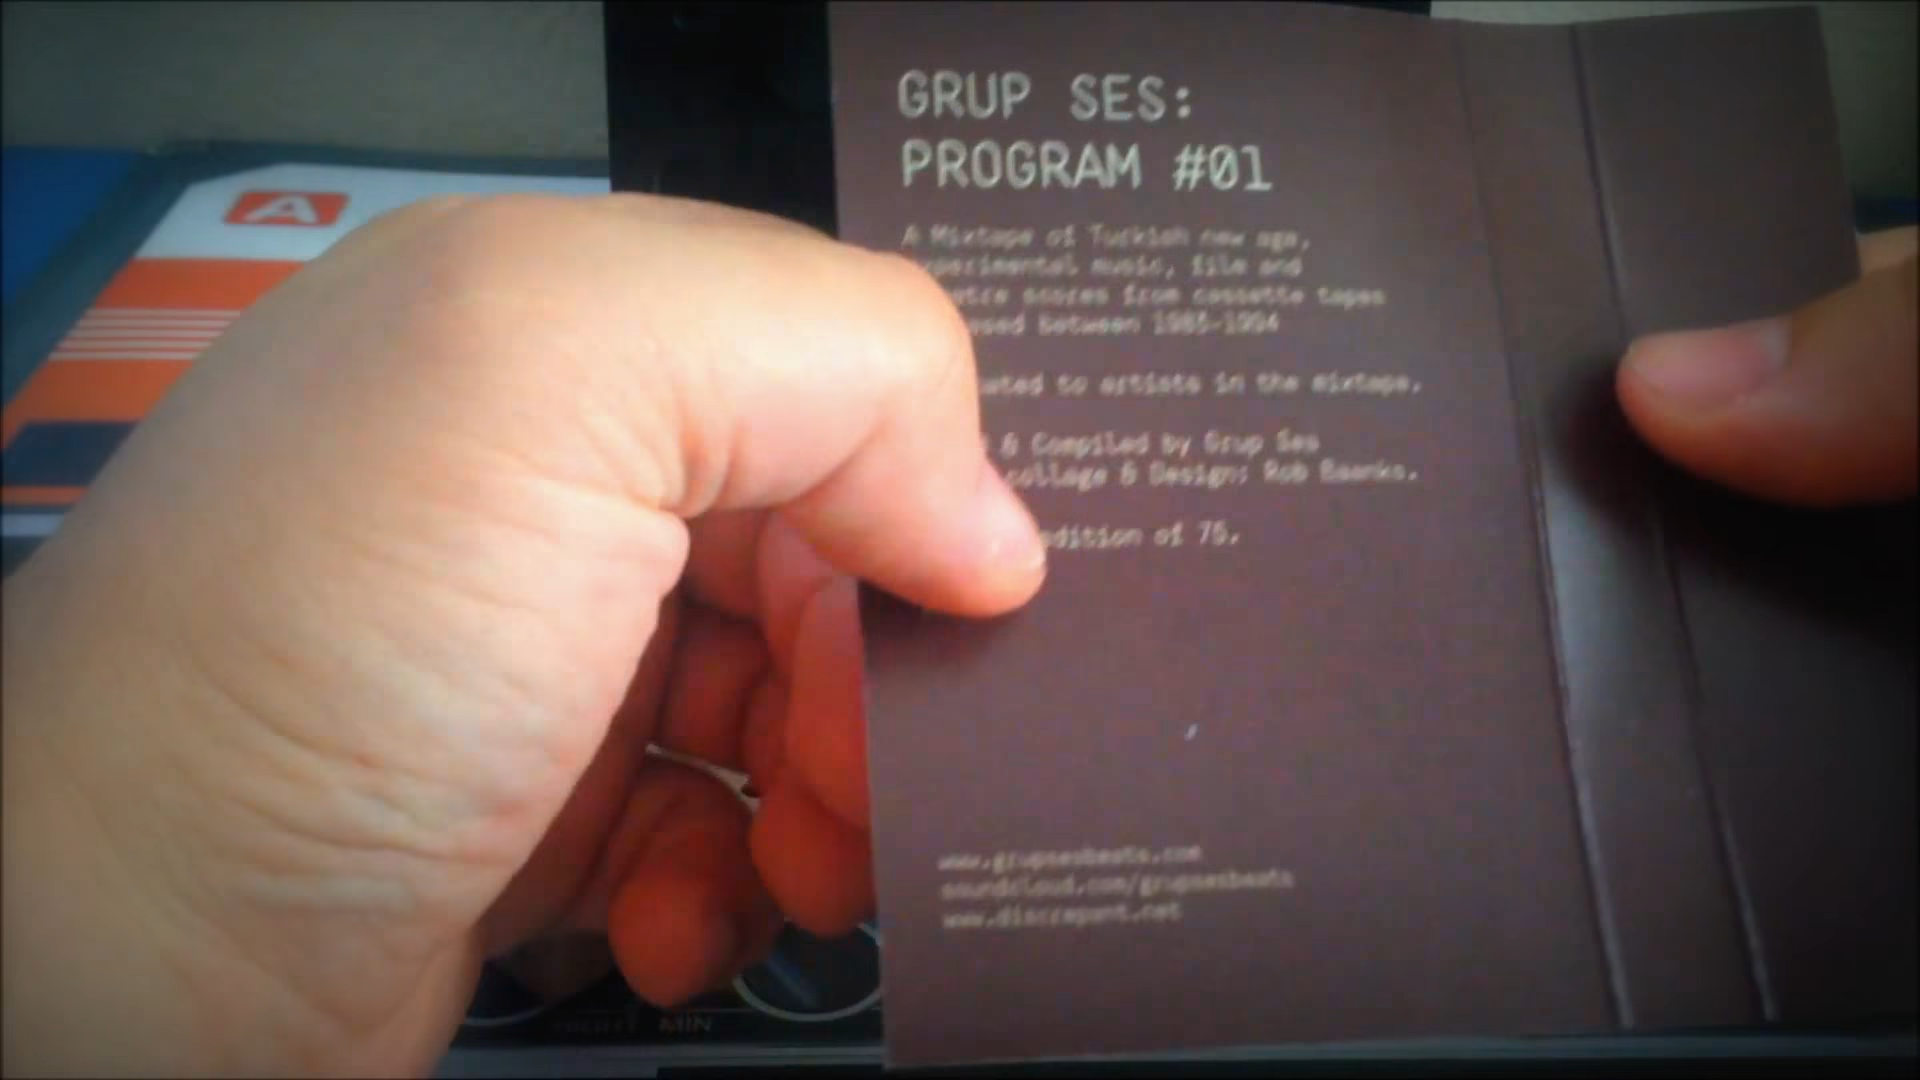 A
GRUP SES:
PROGRAM #01
A Mixtape of Turkish new age,
experimental music, film and
scores from cassette tapes
between 1985-1994
to artists in the mixtape.
& Compiled by Grup Ses
collage & Design: Rob
edition of 75.
www.grupsesbeats.com
soundcloud.com/grupsesbeats
www.discrepant.net
MIN